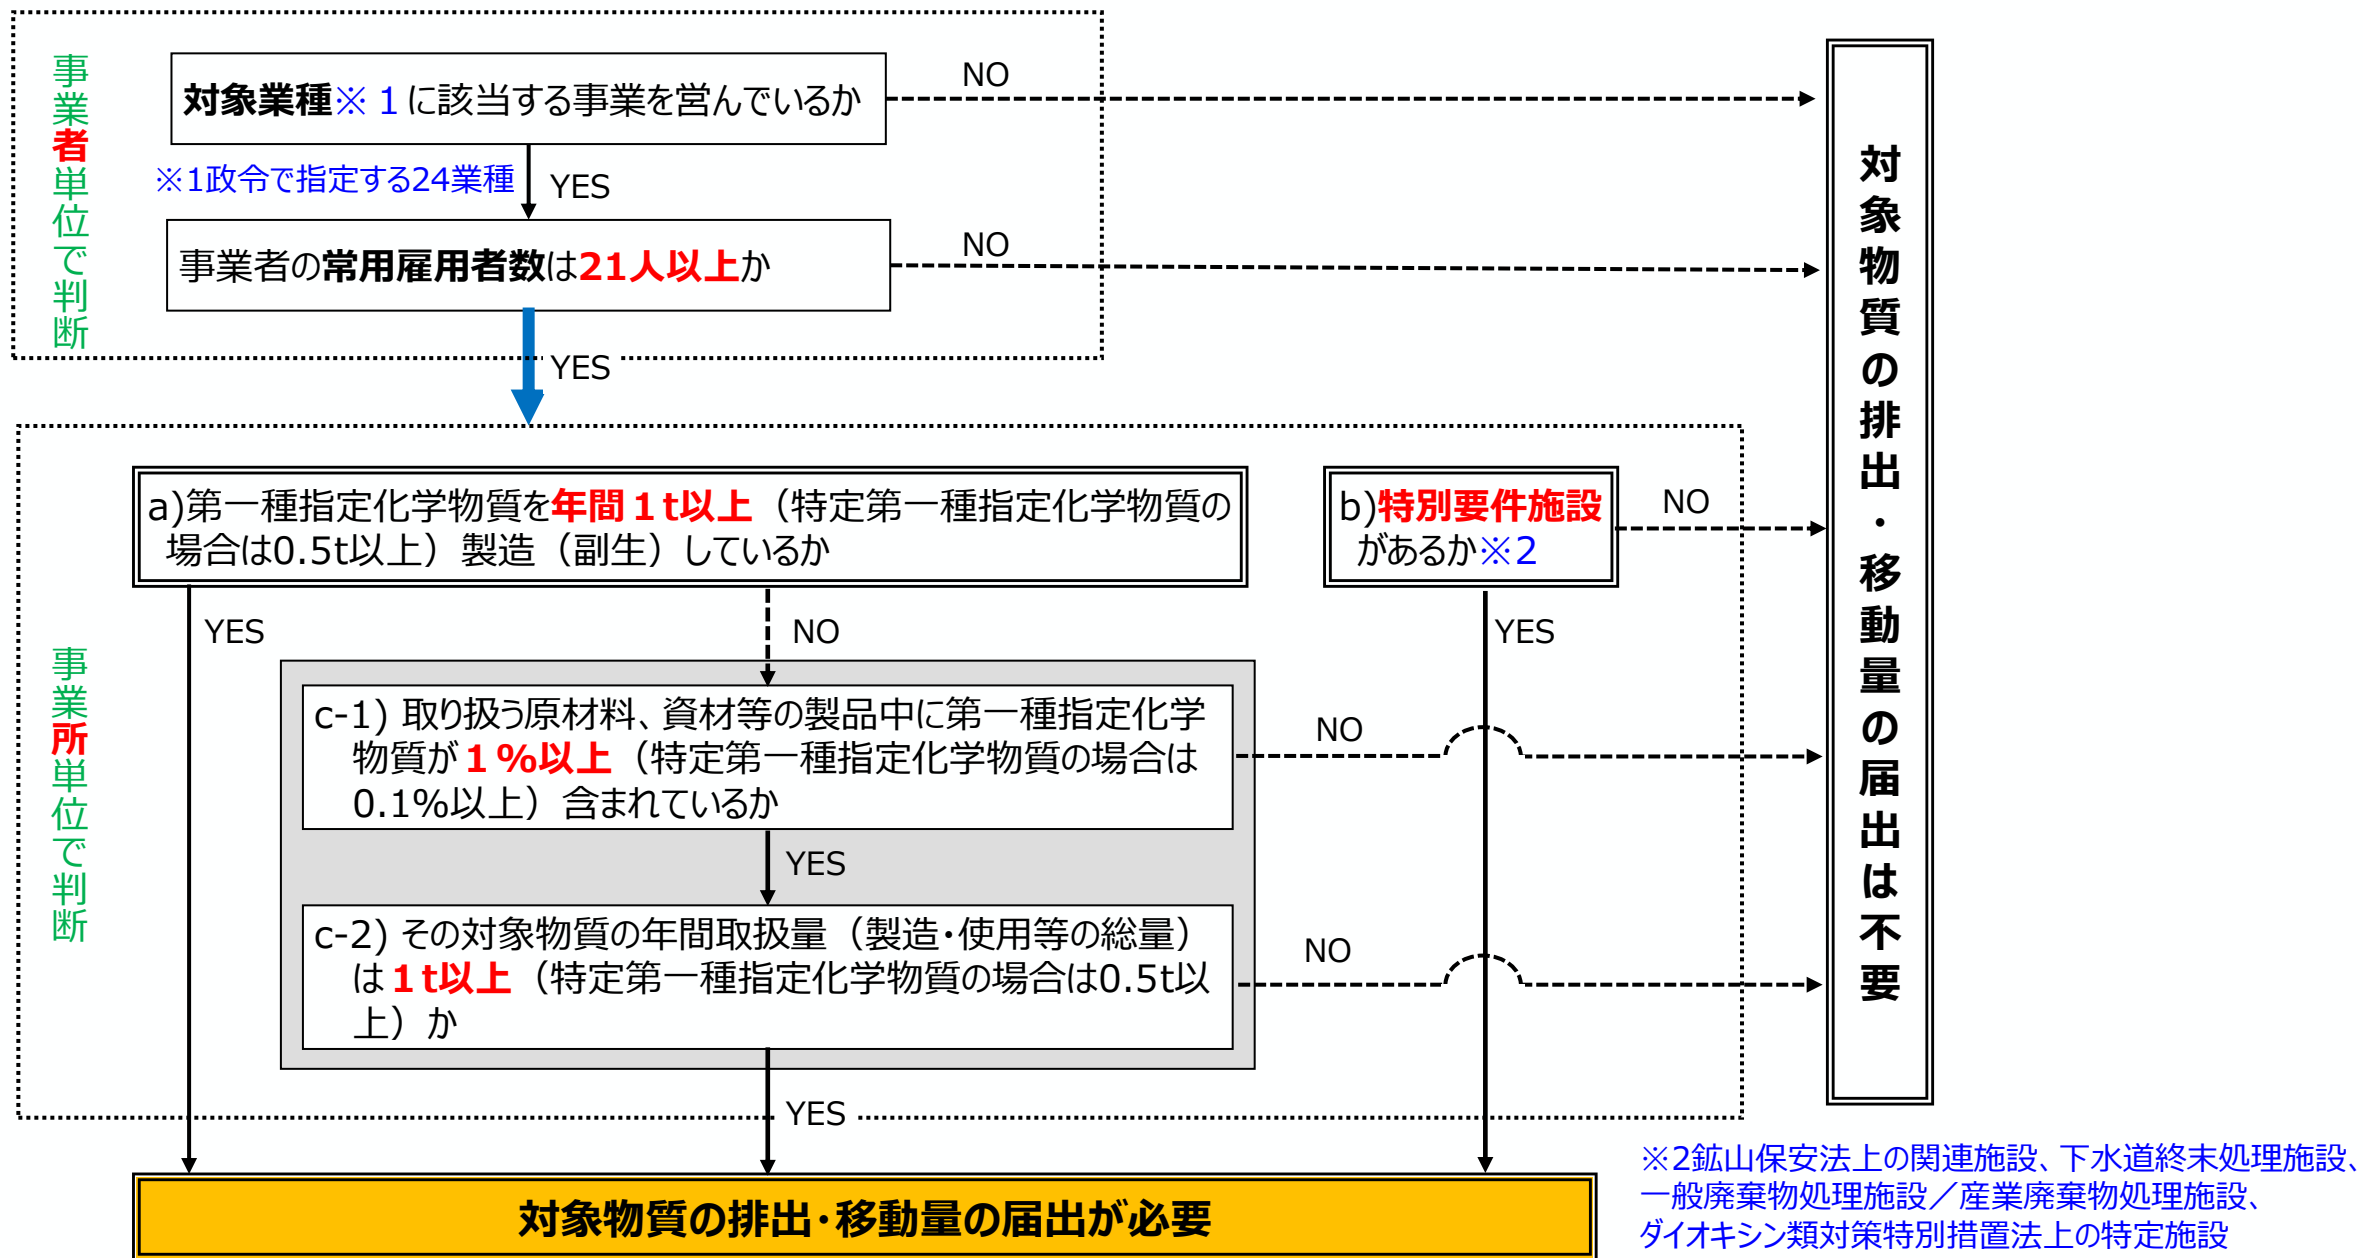 事業者単位で判断
対象業種※１に該当する事業を営んでいるか
NO
※1政令で指定する24業種
YES
事業者の常用雇用者数は21人以上か
NO
YES
対象物質の排出・移動量の届出は不要
事業所単位で判断
a)第一種指定化学物質を年間１t以上（特定第一種指定化学物質の
場合は0.5t以上）製造（副生）しているか
b)特別要件施設
があるか※2
NO
YES
NO
YES
c-1) 取り扱う原材料、資材等の製品中に第一種指定化学
物質が１%以上（特定第一種指定化学物質の場合は
0.1%以上）含まれているか
NO
YES
c-2) その対象物質の年間取扱量（製造・使用等の総量）
は１t以上（特定第一種指定化学物質の場合は0.5t以
上）か
NO
YES
対象物質の排出・移動量の届出が必要
※2鉱山保安法上の関連施設、下水道終末処理施設、
一般廃棄物処理施設／産業廃棄物処理施設、
ダイオキシン類対策特別措置法上の特定施設